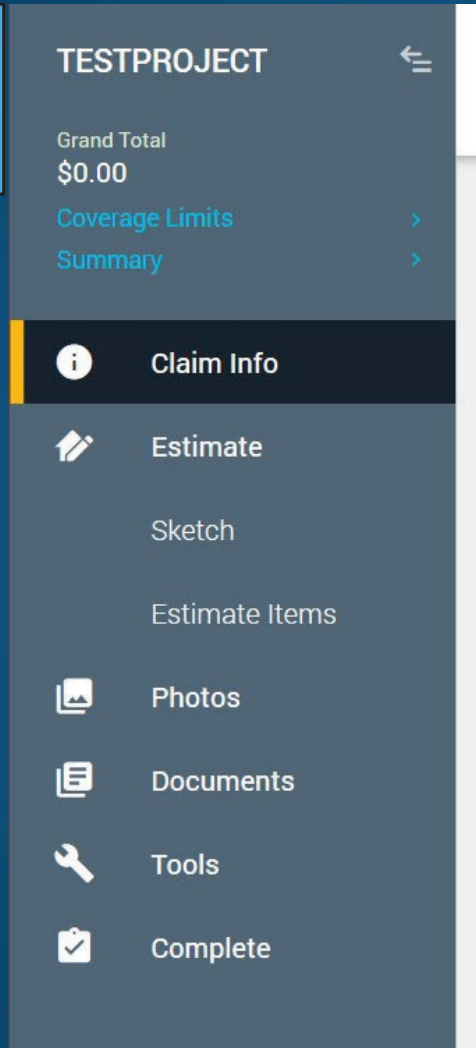 TESTPROJECT
Grand Total
$0.00
Coverage Limits
Summary
Claim Info
Estimate
Sketch
Estimate Items
Photos
Documents
Tools
Complete